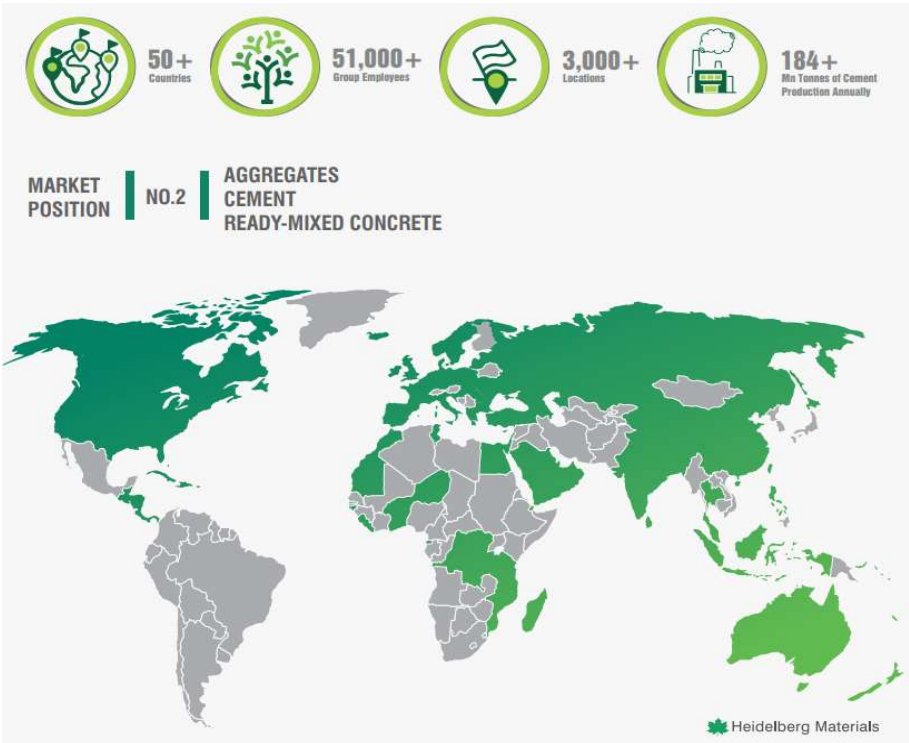 50+
Countries
51,000+
Group Employees
3,000+
Locations
184+
Mn Tonnes of Cement
Production Annually
MARKET
POSITION
NO.2
AGGREGATES
CEMENT
READY-MIXED CONCRETE
Heidelberg Materials